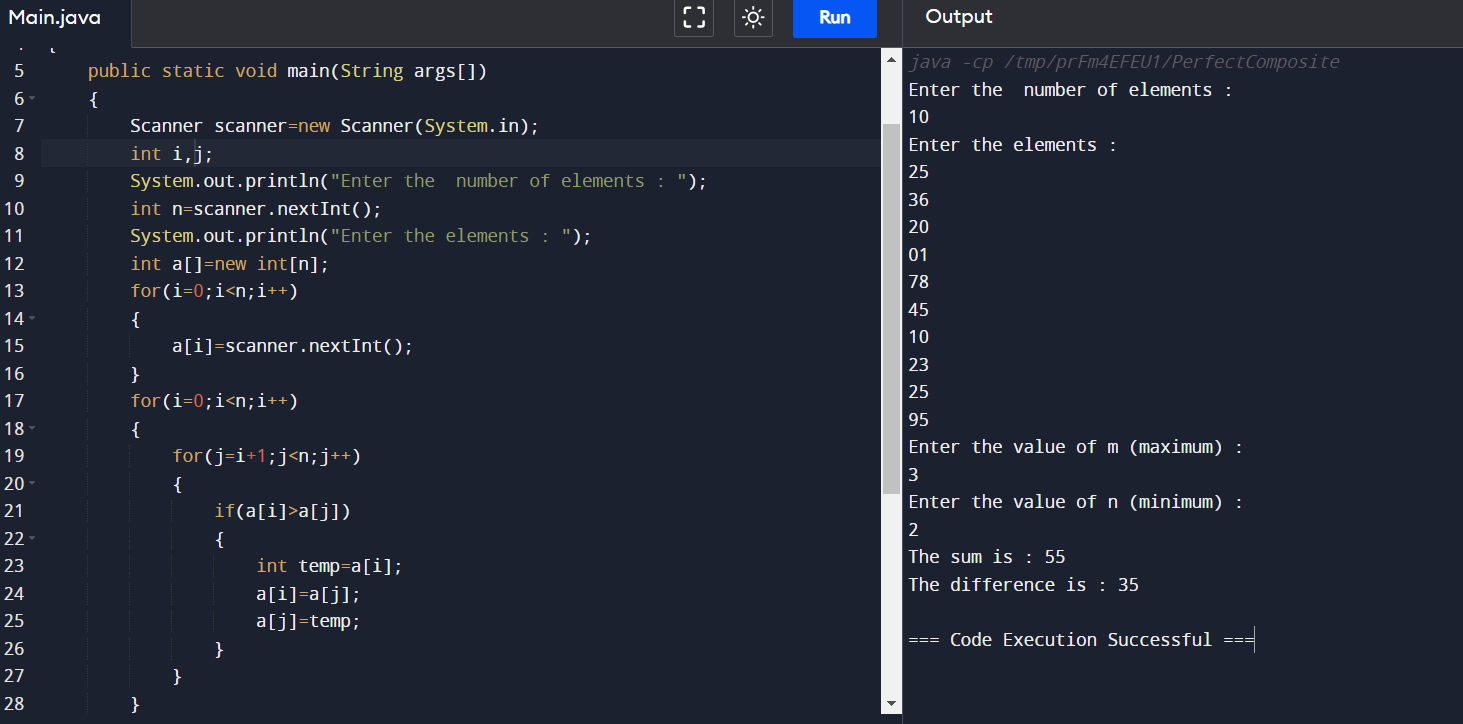 Main.java
Run
Output
5 public static void main(String args[])
6 {
7 Scanner scanner=new Scanner(System.in);
8 int i,j;
9 System.out.println("Enter the  number of elements : ");
10 int n=scanner.nextInt();
11 System.out.println("Enter the elements : ");
12 int a[]=new int[n];
13 for(i=0;i<n;i++)
14 {
15 a[i]=scanner.nextInt();
16 }
17 for(i=0;i<n;i++)
18 {
19 for(j=i+1;j<n;j++)
20 {
21 if(a[i]>a[j])
22 {
23 int temp=a[i];
24 a[i]=a[j];
25 a[j]=temp;
26 }
27 }
28 }
java -cp /tmp/prFm4EFEU1/PerfectComposite
Enter the  number of elements :
10
Enter the elements :
25
36
20
01
78
45
10
23
25
95
Enter the value of m (maximum) :
3
Enter the value of n (minimum) :
2
The sum is : 55
The difference is : 35
=== Code Execution Successful ===